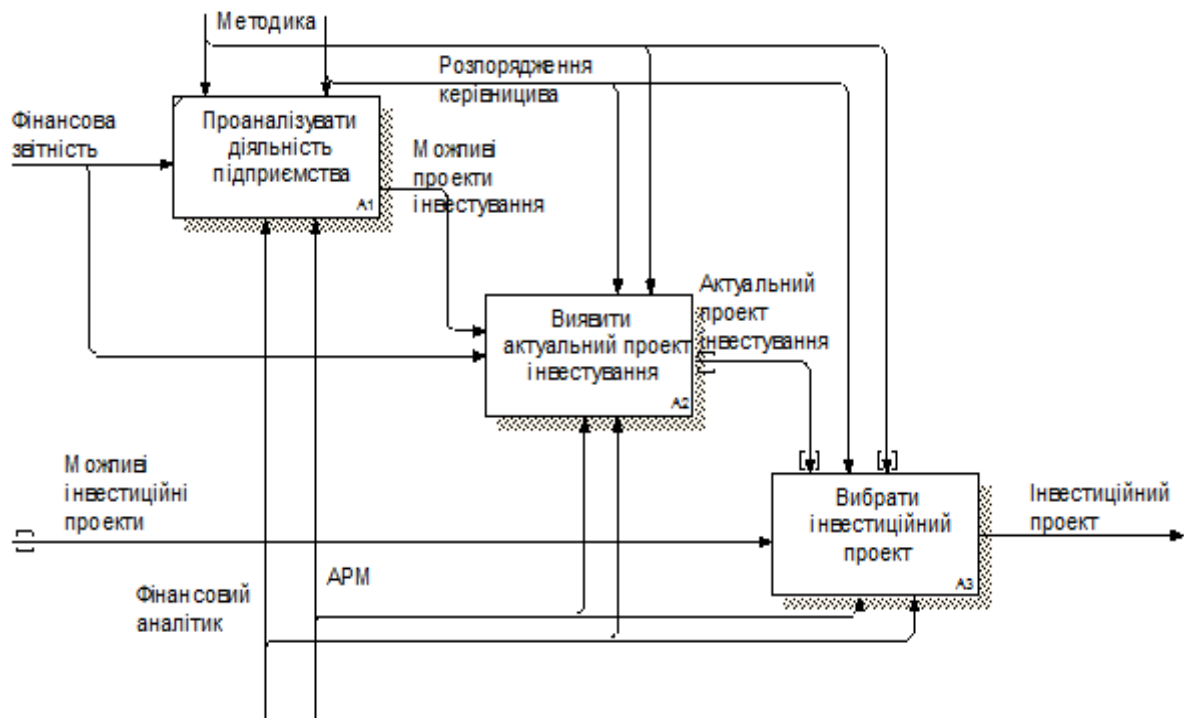 Методика
Розпорядження
керівницива
Фінансова
звітність
Проаналізувати
діяльність
підприємства
A1
Можливі
проекти
інвестування
Виявити
актуальний проект
інвестування
A2
Актуальний
проект
інвестування
Можливі
інвестиційні
проекти
Вибрати
інвестиційний
проект
A3
Інвестиційний
проект
Фінансовий
аналітик
АРМ